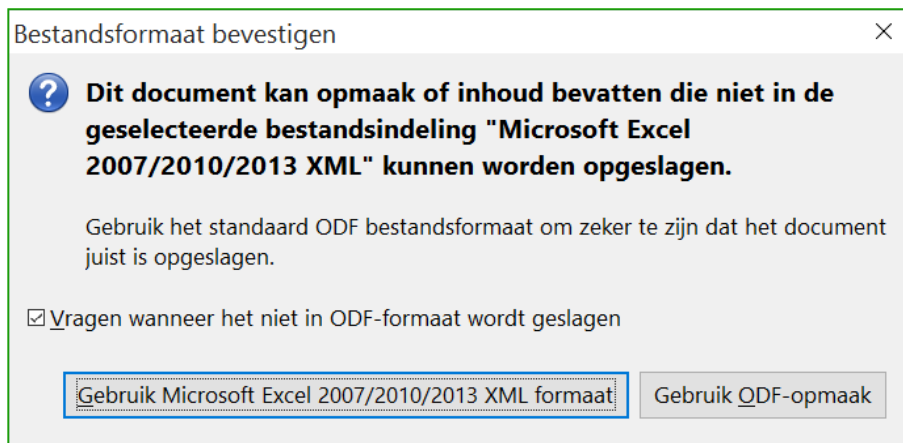 Bestandsformaat bevestigen
Dit document kan opmaak of inhoud bevatten die niet in de
geselecteerde bestandsindeling "Microsoft Excel
2007/2010/2013 XML" kunnen worden opgeslagen.
Gebruik het standaard ODF bestandsformaat om zeker te zijn dat het document
juist is opgeslagen.
Vragen wanneer het niet in ODF-formaat wordt geslagen
Gebruik Microsoft Excel 2007/2010/2013 XML formaat
Gebruik ODF-opmaak